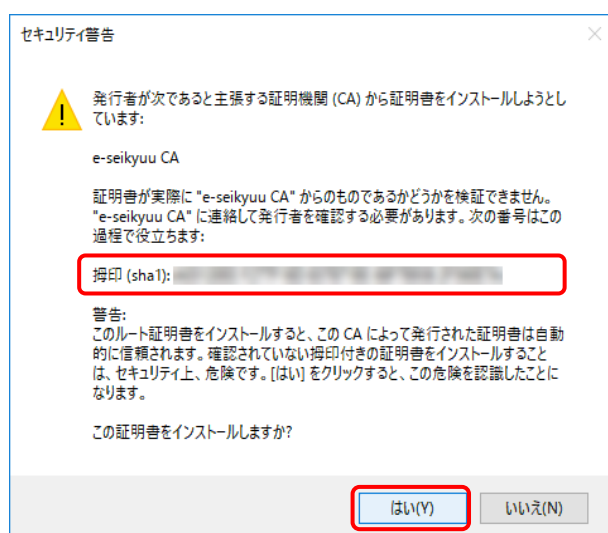 セキュリティ警告
発行者が次であると主張する証明機関 (CA) から証明書をインストールしようとし
ています:
e-seikyuu CA
証明書が実際に "e-seikyuu CA" からのものであるかどうかを検証できません。
"e-seikyuu CA" に連絡して発行者を確認する必要があります。次の番号はこの
過程で役立ちます:
拇印 (sha1):
警告:
このルート証明書をインストールすると、この CA によって発行された証明書は自動
的に信頼されます。確認されていない拇印付きの証明書をインストールすること
は、セキュリティ上、危険です。[はい] をクリックすると、この危険を認識したことに
なります。
この証明書をインストールしますか?
はい(Y)
いいえ(N)